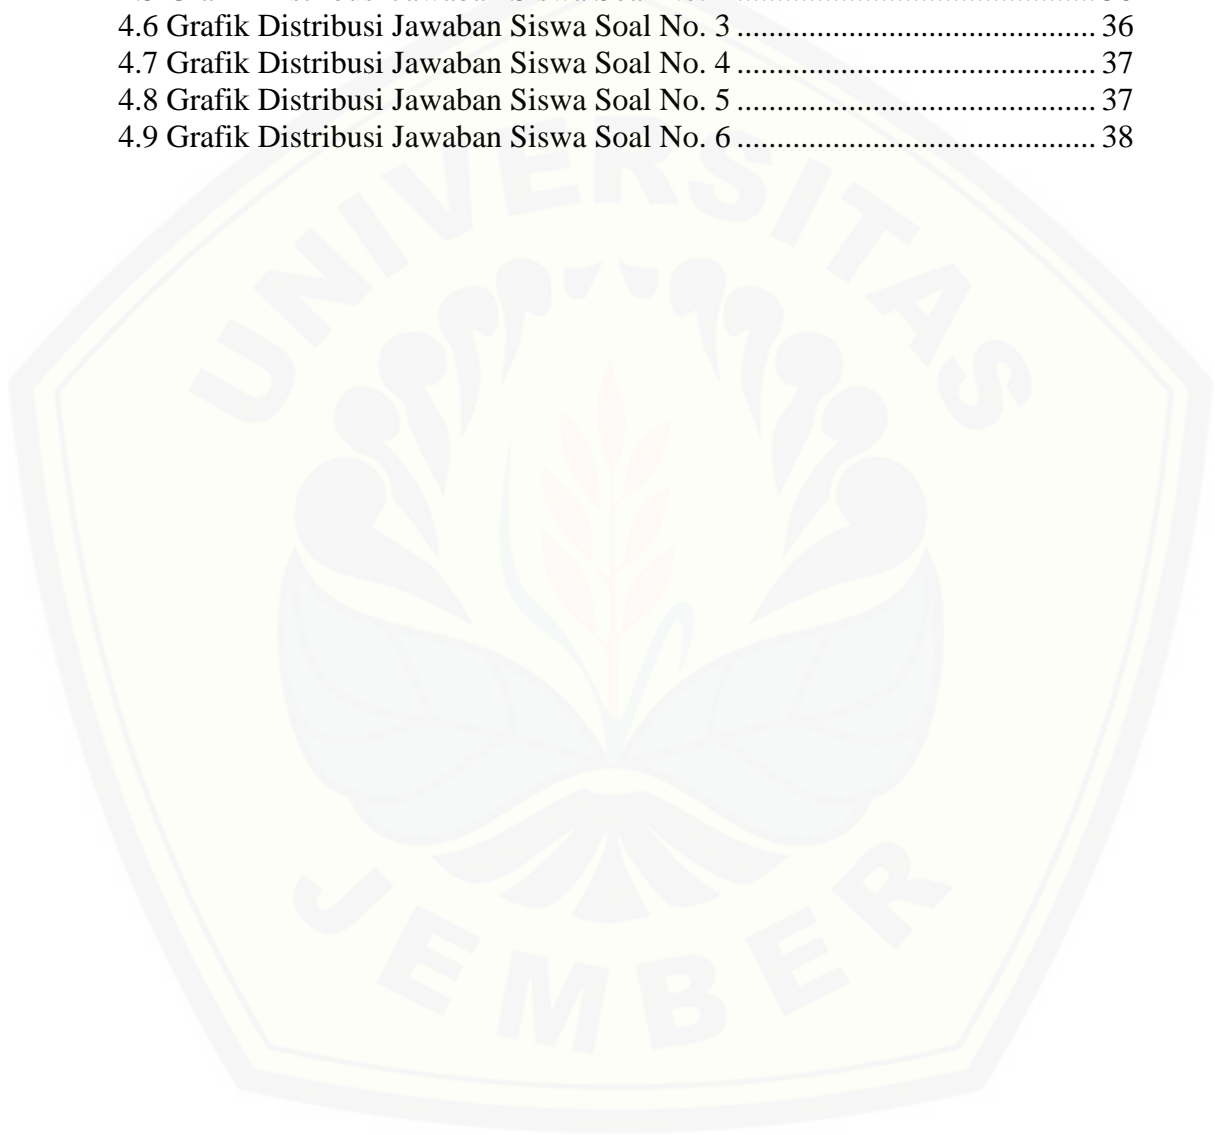 4.6 Grafik Distribusi Jawaban Siswa Soal No. 3 ............................................. 36
4.7 Grafik Distribusi Jawaban Siswa Soal No. 4 ............................................. 37
4.8 Grafik Distribusi Jawaban Siswa Soal No. 5 ............................................. 37
4.9 Grafik Distribusi Jawaban Siswa Soal No. 6 ............................................. 38
UNIVERSITAS
JEMBER